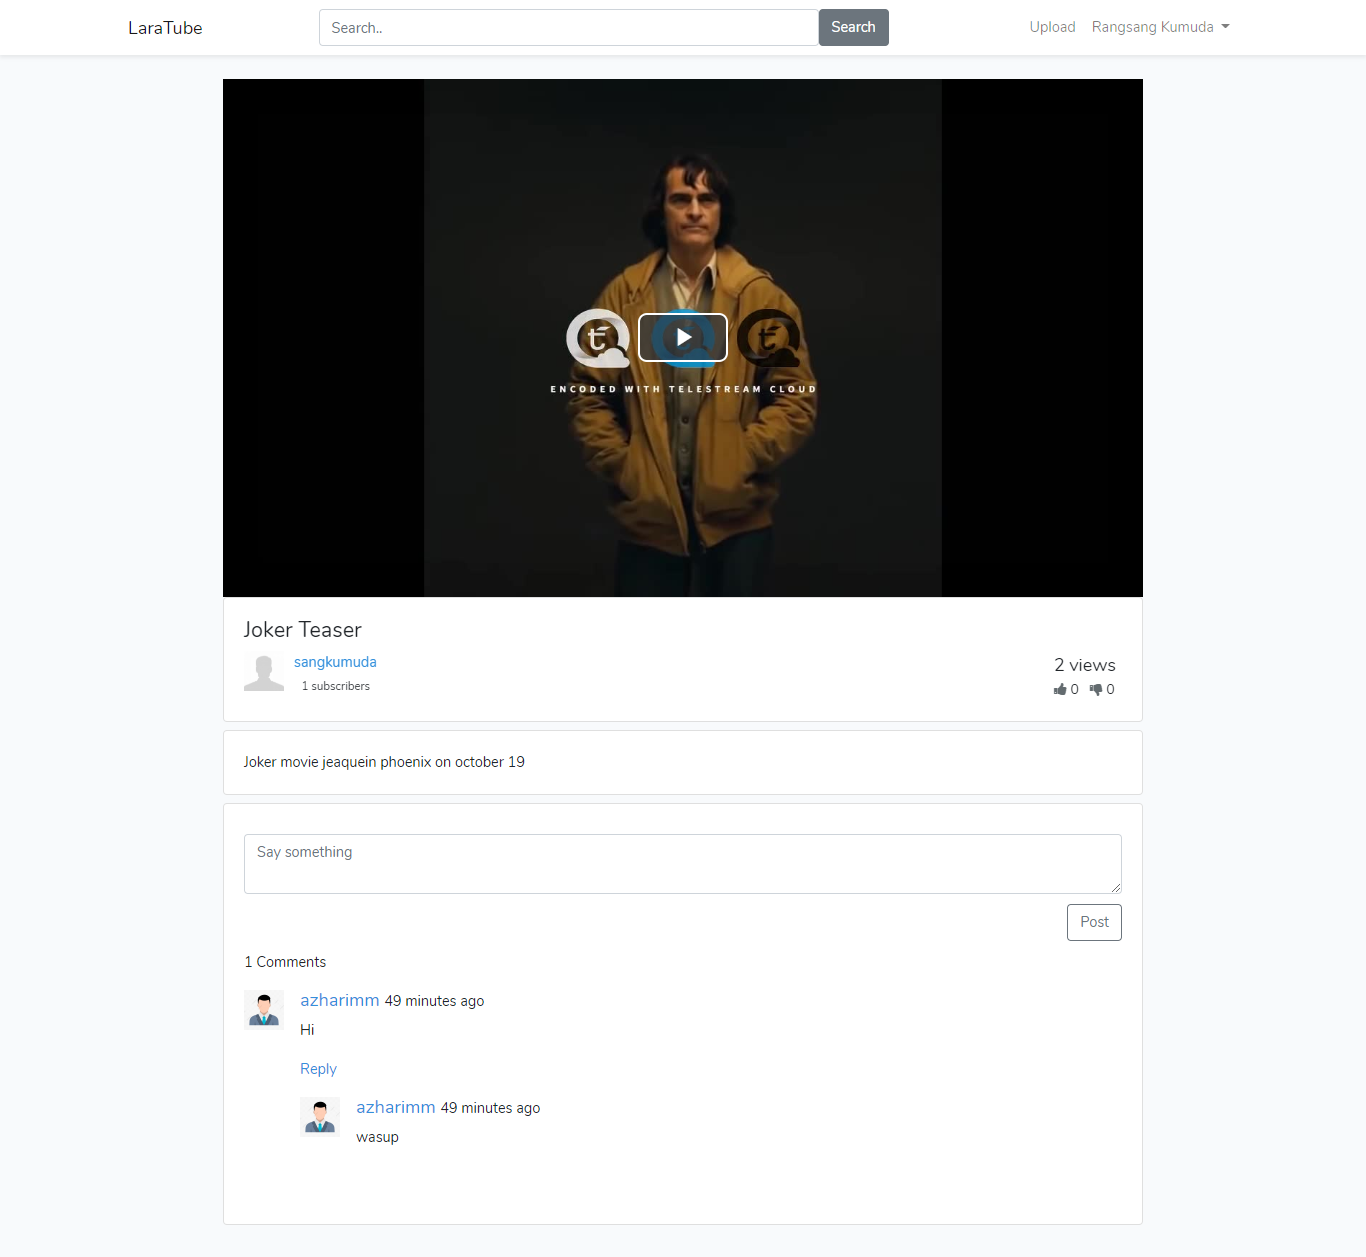 LaraTube
Search..
Search
Upload
Rangsang Kumuda
ENCODED WITH TELESTREAM CLOUD
Joker Teaser
sangkumuda
1 subscribers
2 views
0 0
Joker movie jeaquein phoenix on october 19
Say something
Post
1 Comments
azharimm 49 minutes ago
Hi
Reply
azharimm 49 minutes ago
wasup